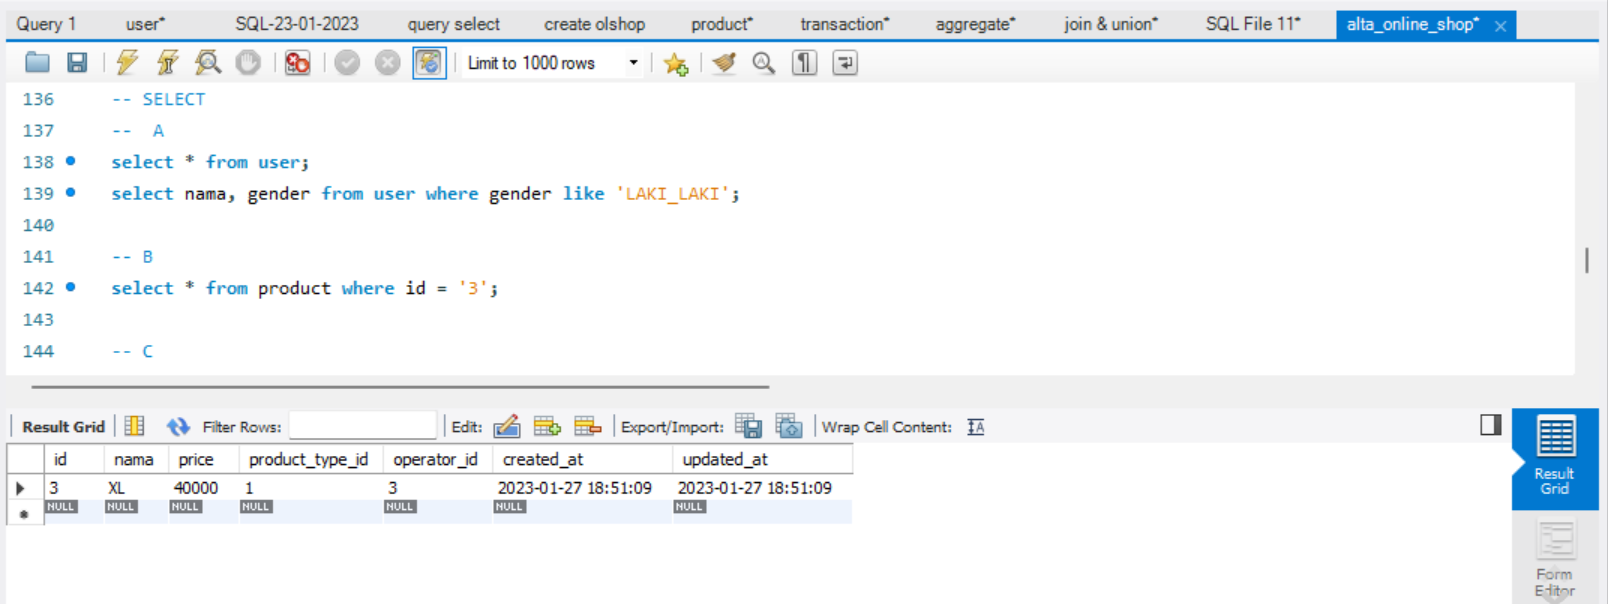 Query 1 user* SQL-23-01-2023 query select create olshop product* transaction* aggregate* join & union* SQL File 11* alta_online_shop*
Limit to 1000 rows
136 -- SELECT
137 --  A
138 select * from user;
139 select nama, gender from user where gender like 'LAKI_LAKI';
140
141 -- B
142 select * from product where id = '3';
143
144 -- C
Result Grid Filter Rows: Edit: Export/Import: Wrap Cell Content: IA
id nama price product_type_id operator_id created_at updated_at
3 XL 40000 1 3 2023-01-27 18:51:09 2023-01-27 18:51:09
NULL NULL NULL NULL NULL NULL NULL
Result
Grid
Form
Editor